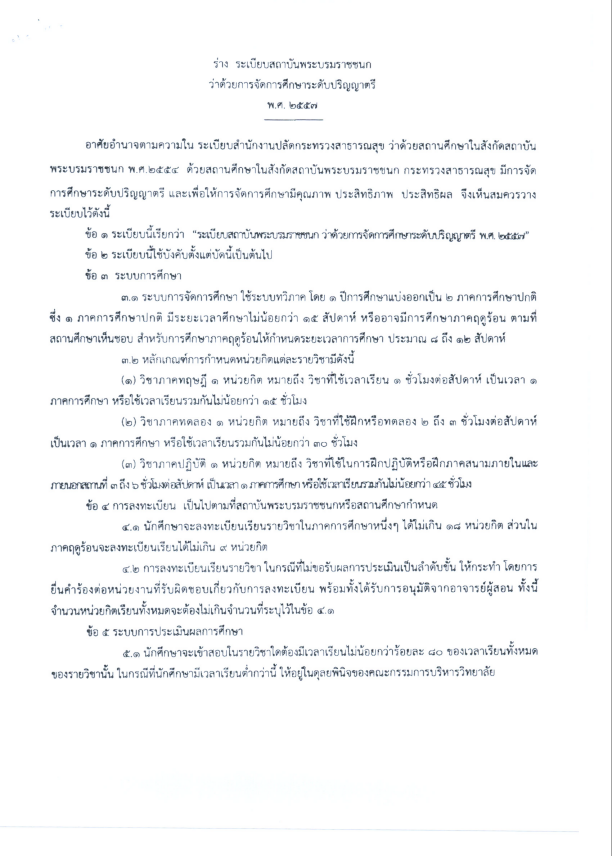 ร่าง ระเบียบสถาบันพระบรมราชชนก
ว่าด้วยการจัดการศึกษาระดับปริญญาตรี
พ.ศ. ๒๕๕๗
อาศัยอำนาจตามความใน ระเบียบสำนักงานปลัดกระทรวงสาธารณสุข ว่าด้วยสถานศึกษาในสังกัดสถาบัน
พระบรมราชชนก พ.ศ.๒๕๕๔ ด้วยสถานศึกษาในสังกัดสถาบันพระบรมราชชนก กระทรวงสาธารณสุข มีการจัด
การศึกษาระดับปริญญาตรี และเพื่อให้การจัดการศึกษามีคุณภาพ ประสิทธิภาพ ประสิทธิผล จึงเห็นสมควรวาง
ระเบียบไว้ดังนี้
ข้อ ๑ ระเบียบนี้เรียกว่า "ระเบียบสถาบันพระบรมราชชนก ว่าด้วยการจัดการศึกษาระดับปริญญาตรี พ.ศ. ๒๕๕๗"
ข้อ ๒ ระเบียบนี้ใช้บังคับตั้งแต่บัดนี้เป็นต้นไป
ข้อ ๓ ระบบการศึกษา
๓.๑ ระบบการจัดการศึกษา ใช้ระบบทวิภาค โดย ๑ ปีการศึกษาแบ่งออกเป็น ๒ ภาคการศึกษาปกติ
ซึ่ง ๑ ภาคการศึกษาปกติ มีระยะเวลาศึกษาไม่น้อยกว่า ๑๕ สัปดาห์ หรืออาจมีการศึกษาภาคฤดูร้อน ตามที่
สถานศึกษาเห็นชอบ สำหรับการศึกษาภาคฤดูร้อนให้กำหนดระยะเวลาการศึกษา ประมาณ ๘ ถึง ๑๒ สัปดาห์
๓.๒ หลักเกณฑ์การกำหนดหน่วยกิตแต่ละรายวิชามีดังนี้
(๑) วิชาภาคทฤษฎี ๑ หน่วยกิต หมายถึง วิชาที่ใช้เวลาเรียน ๑ ชั่วโมงต่อสัปดาห์ เป็นเวลา ๑
ภาคการศึกษา หรือใช้เวลาเรียนรวมกันไม่น้อยกว่า ๑๕ ชั่วโมง
(๒) วิชาภาคทดลอง ๑ หน่วยกิต หมายถึง วิชาที่ใช้ฝึกหรือทดลอง ๒ ถึง ๓ ชั่วโมงต่อสัปดาห์
เป็นเวลา ๑ ภาคการศึกษา หรือใช้เวลาเรียนรวมกันไม่น้อยกว่า ๓๐ ชั่วโมง
(๓) วิชาภาคปฏิบัติ ๑ หน่วยกิต หมายถึง วิชาที่ใช้ในการฝึกปฏิบัติหรือฝึกภาคสนามภายในและ
ภายนอกสถานที่ ๓ ถึง ๖ ชั่วโมงต่อสัปดาห์ เป็นเวลา ๑ ภาคการศึกษา หรือใช้เวลาเรียนรวมกันไม่น้อยกว่า ๔๕ ชั่วโมง
ข้อ ๔ การลงทะเบียน เป็นไปตามที่สถาบันพระบรมราชชนกหรือสถานศึกษากำหนด
๔.๑ นักศึกษาจะลงทะเบียนเรียนรายวิชาในภาคการศึกษาหนึ่งๆ ได้ไม่เกิน ๑๘ หน่วยกิต ส่วนใน
ภาคฤดูร้อนจะลงทะเบียนเรียนได้ไม่เกิน ๙ หน่วยกิต
๔.๒ การลงทะเบียนเรียนรายวิชา ในกรณีที่ไม่ขอรับผลการประเมินเป็นลำดับขั้น ให้กระทำ โดยการ
ยื่นคำร้องต่อหน่วยงานที่รับผิดชอบเกี่ยวกับการลงทะเบียน พร้อมทั้งได้รับการอนุมัติจากอาจารย์ผู้สอน ทั้งนี้
จำนวนหน่วยกิตเรียนทั้งหมดจะต้องไม่เกินจำนวนที่ระบุไว้ในข้อ ๔.๑
ข้อ ๕ ระบบการประเมินผลการศึกษา
๕.๑ นักศึกษาจะเข้าสอบในรายวิชาใดต้องมีเวลาเรียนไม่น้อยกว่าร้อยละ ๘๐ ของเวลาเรียนทั้งหมด
ของรายวิชานั้น ในกรณีที่นักศึกษามีเวลาเรียนต่ำกว่านี้ ให้อยู่ในดุลยพินิจของคณะกรรมการบริหารวิทยาลัย